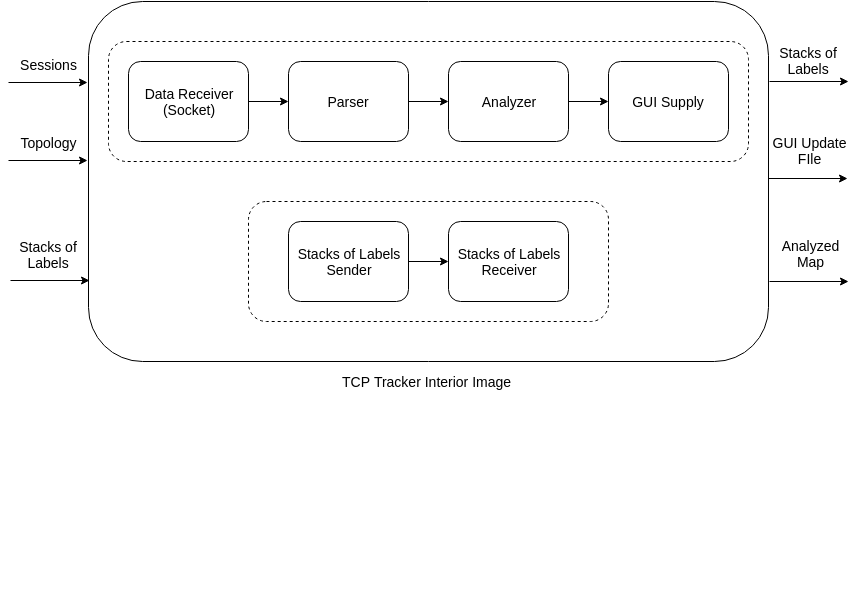 Sessions
Topology
Stacks of
Labels
Data Receiver
(Socket)
Parser
Analyzer
GUI Supply
Stacks of Labels
Sender
Stacks of Labels
Receiver
Stacks of
Labels
GUI Update
FIle
Analyzed
Map
TCP Tracker Interior Image